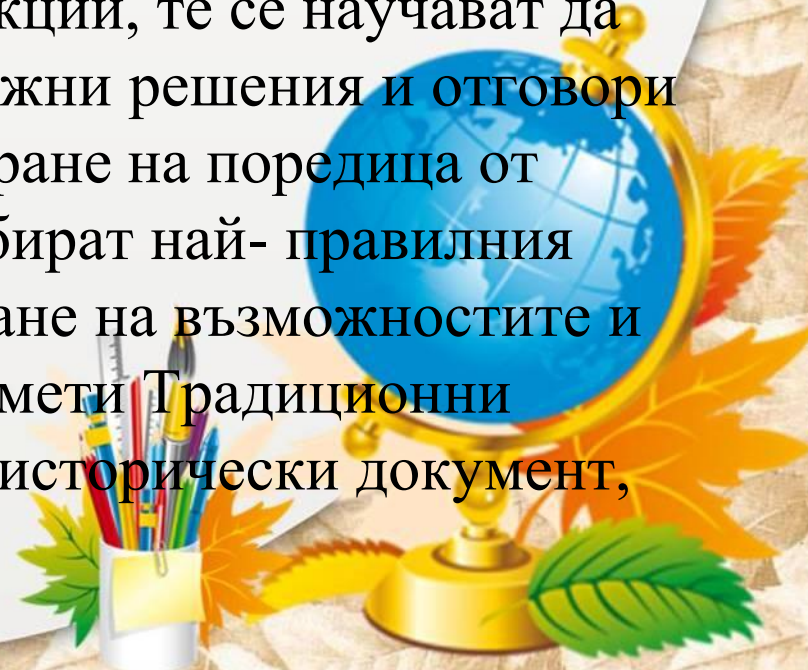 кции, те се научават да
жни решения и отговори
ране на поредица от
бират най- правилния
ане на възможностите и
мети Традиционни
исторически документ,